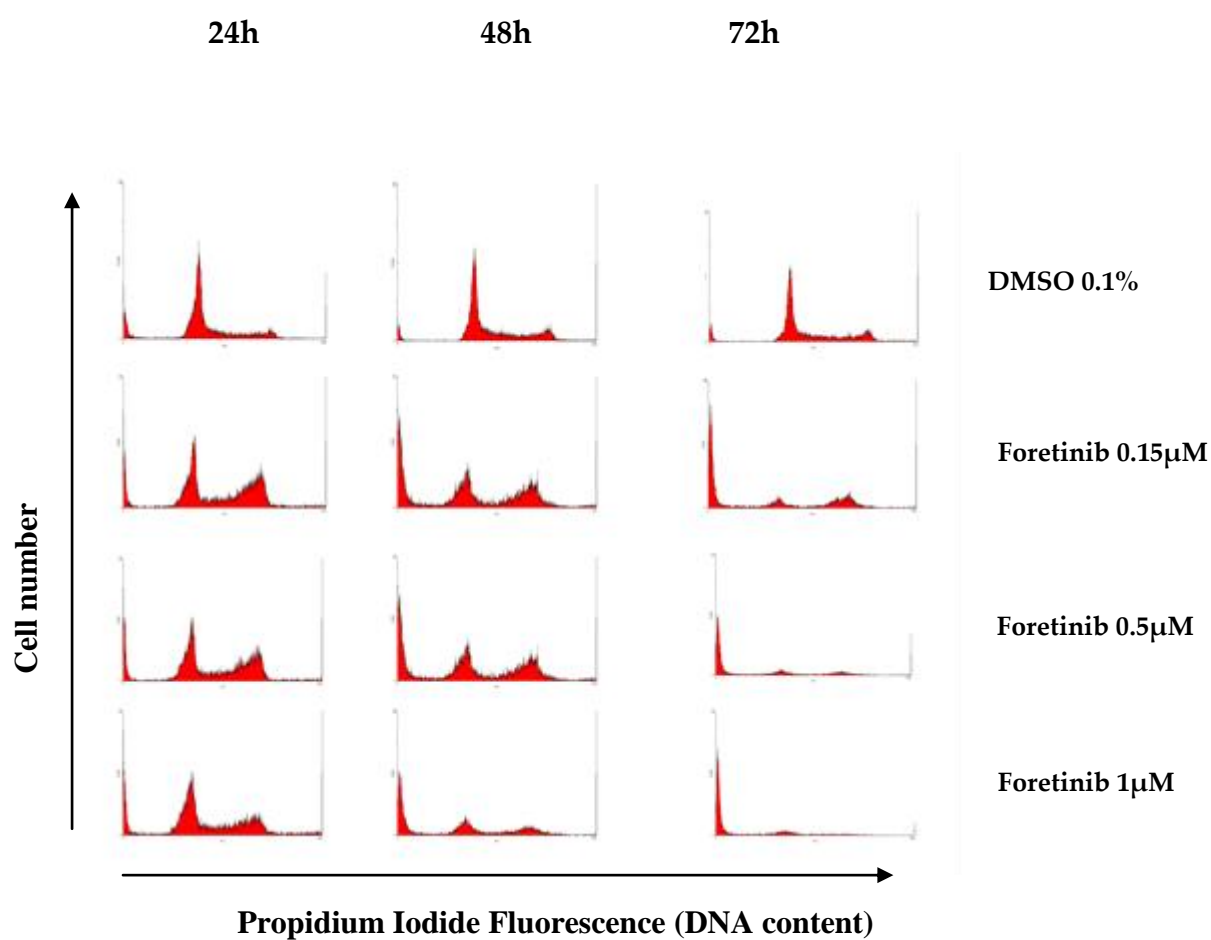 24h 48h 72h
DMSO 0.1%
Foretinib 0.15μM
Foretinib 0.5μM
Foretinib 1μM
Cell number
Propidium Iodide Fluorescence (DNA content)